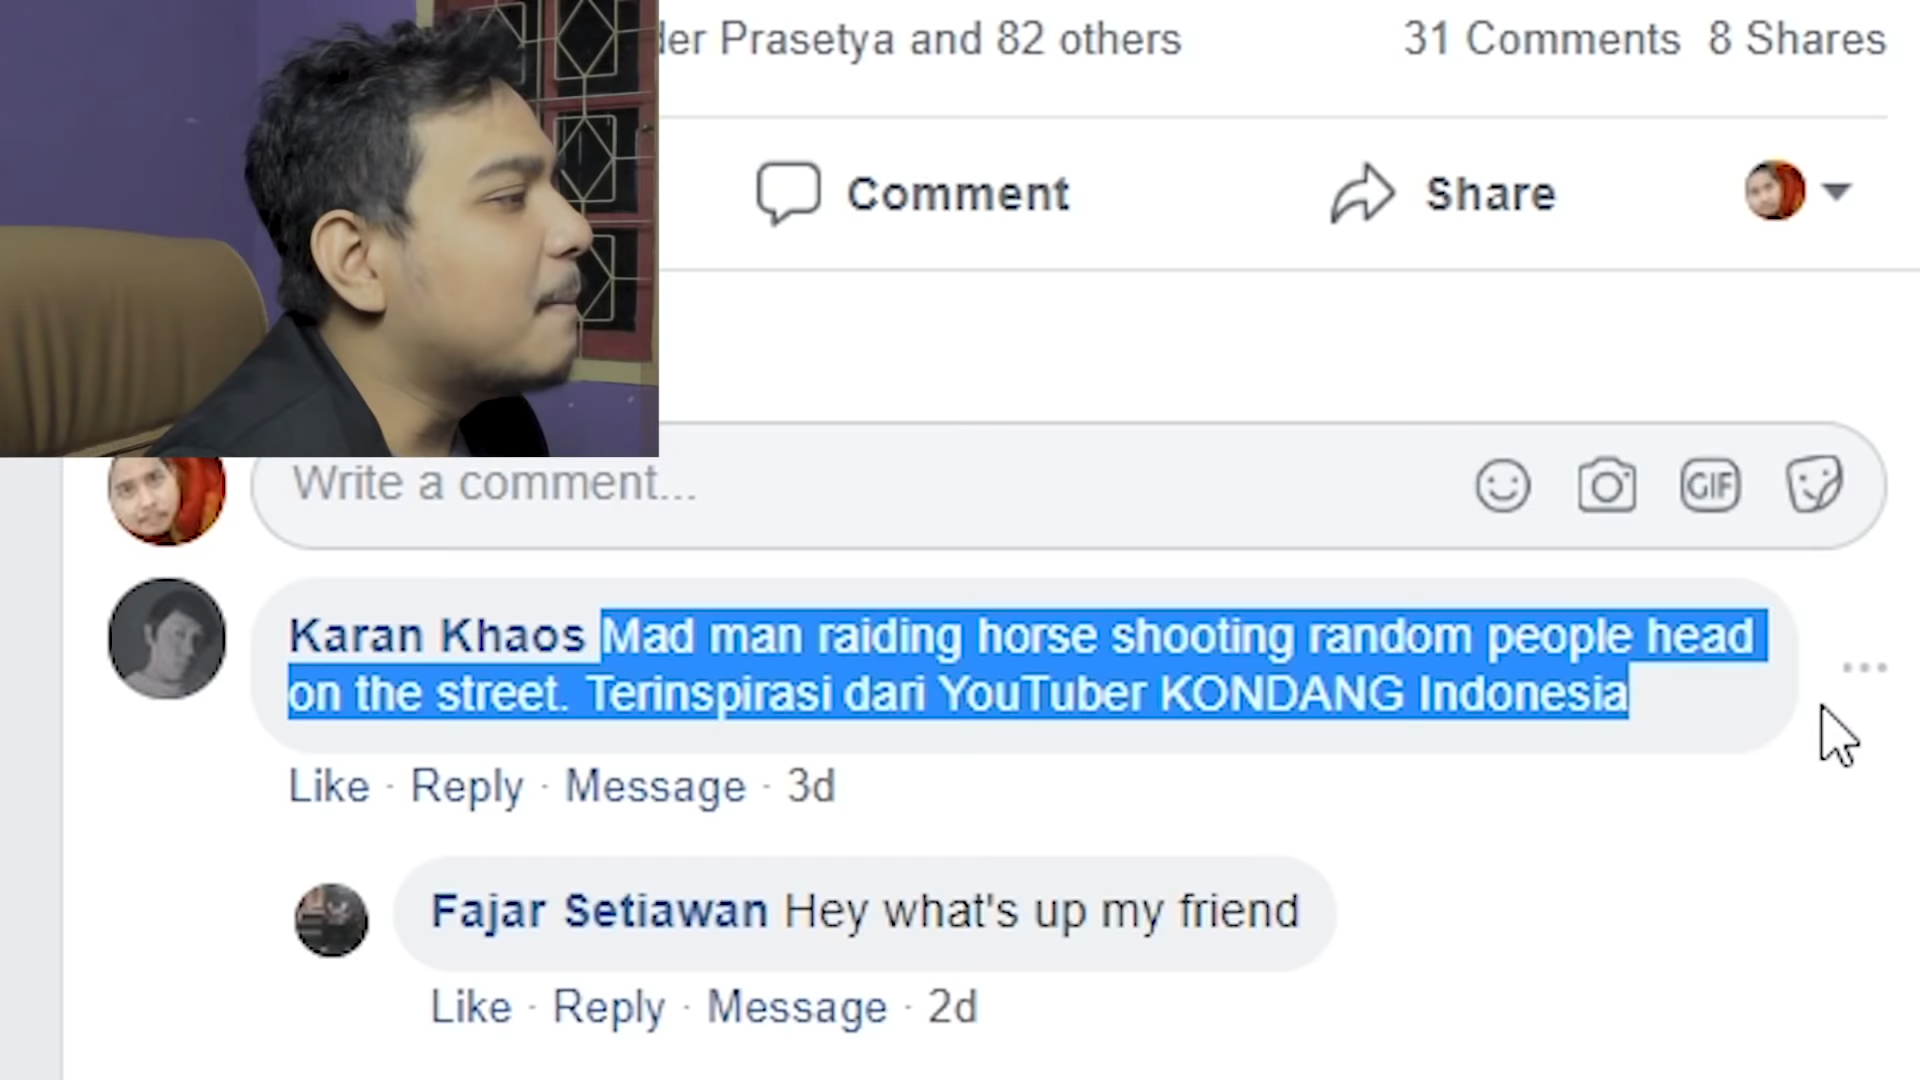 Prasetya and 82 others 31 Comments 8 Shares
Comment Share
Write a comment...
GIF
Karan Khaos Mad man raiding horse shooting random people head
on the street. Terinspirasi dari YouTuber KONDANG Indonesia
Like · Reply · Message · 3d
Fajar Setiawan Hey what's up my friend
Like · Reply · Message · 2d